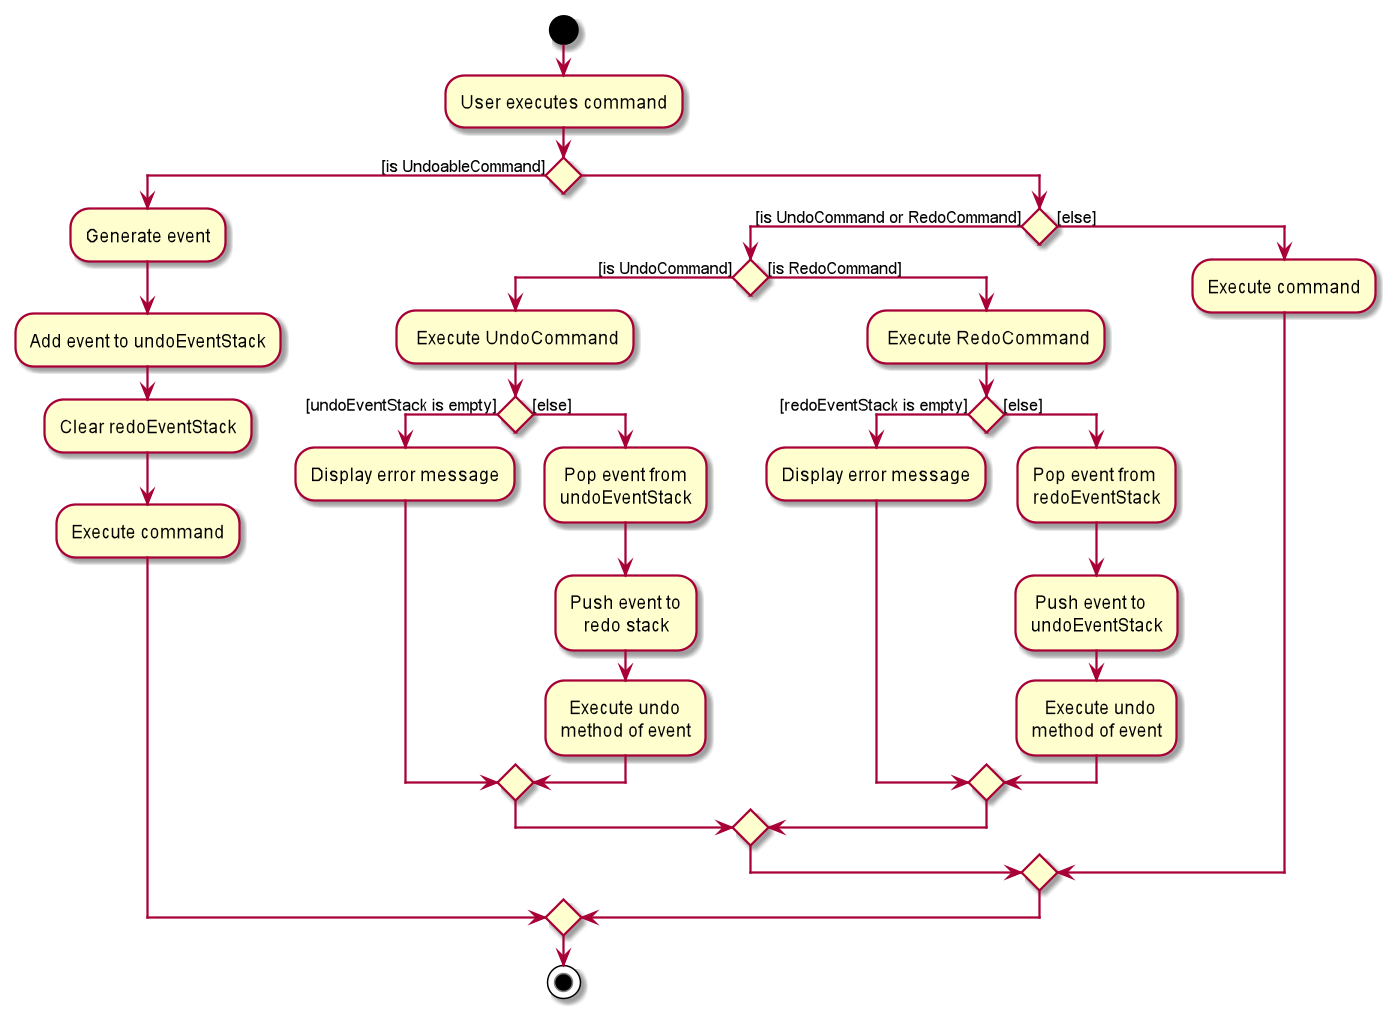 User executes command
[is UndoableCommand]
Generate event
Add event to undoEventStack
Clear redoEventStack
Execute command
[is UndoCommand or RedoCommand]
[else]
[is UndoCommand]
[is RedoCommand]
Execute UndoCommand
[undoEventStack is empty]
[else]
Display error message
Pop event from
undoEventStack
Push event to
redo stack
Execute undo
method of event
Execute RedoCommand
[redoEventStack is empty]
[else]
Display error message
Pop event from
redoEventStack
Push event to
undoEventStack
Execute undo
method of event
Execute command